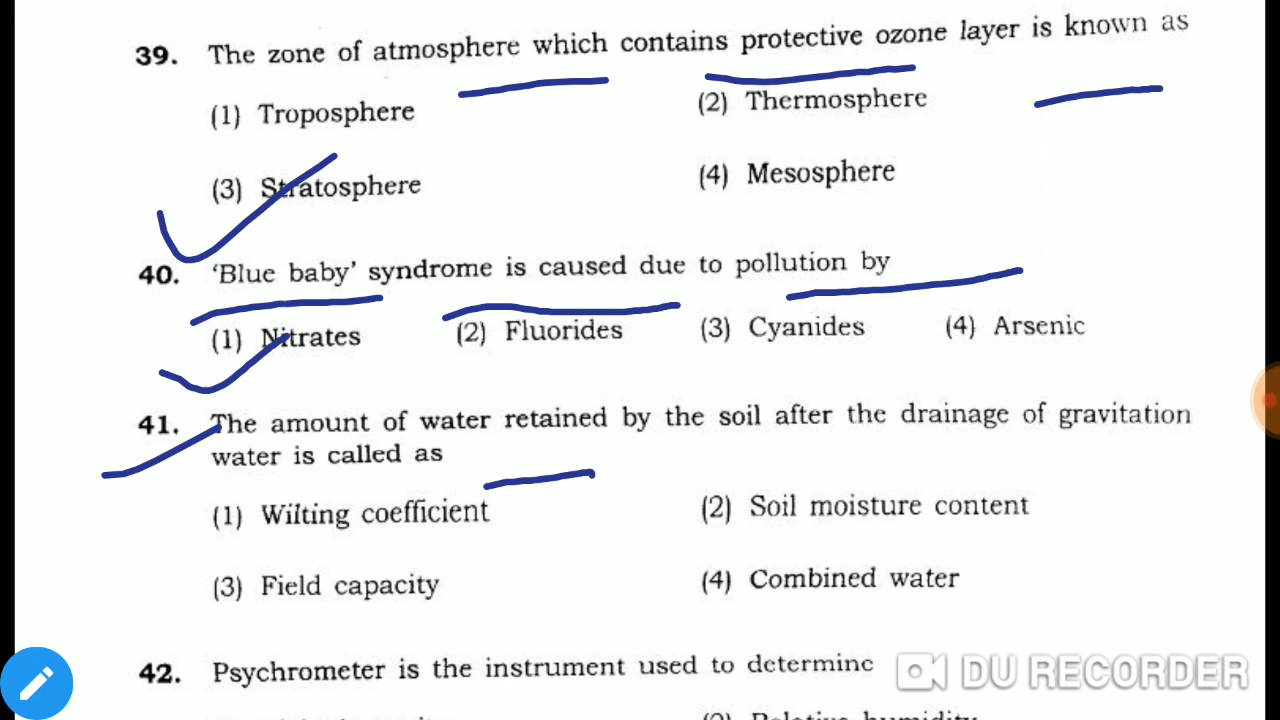 39. The zone of atmosphere which contains protective ozone layer is known as
(1) Troposphere (2) Thermosphere
(3) Stratosphere (4) Mesosphere
40. ‘Blue baby’ syndrome is caused due to pollution by
(1) Nitrates (2) Fluorides (3) Cyanides (4) Arsenic
41. The amount of water retained by the soil after the drainage of gravitation
water is called as
(1) Wilting coefficient (2) Soil moisture content
(3) Field capacity (4) Combined water
42. Psychrometer is the instrument used to determine
DU RECORDER
(2) Relative humidity